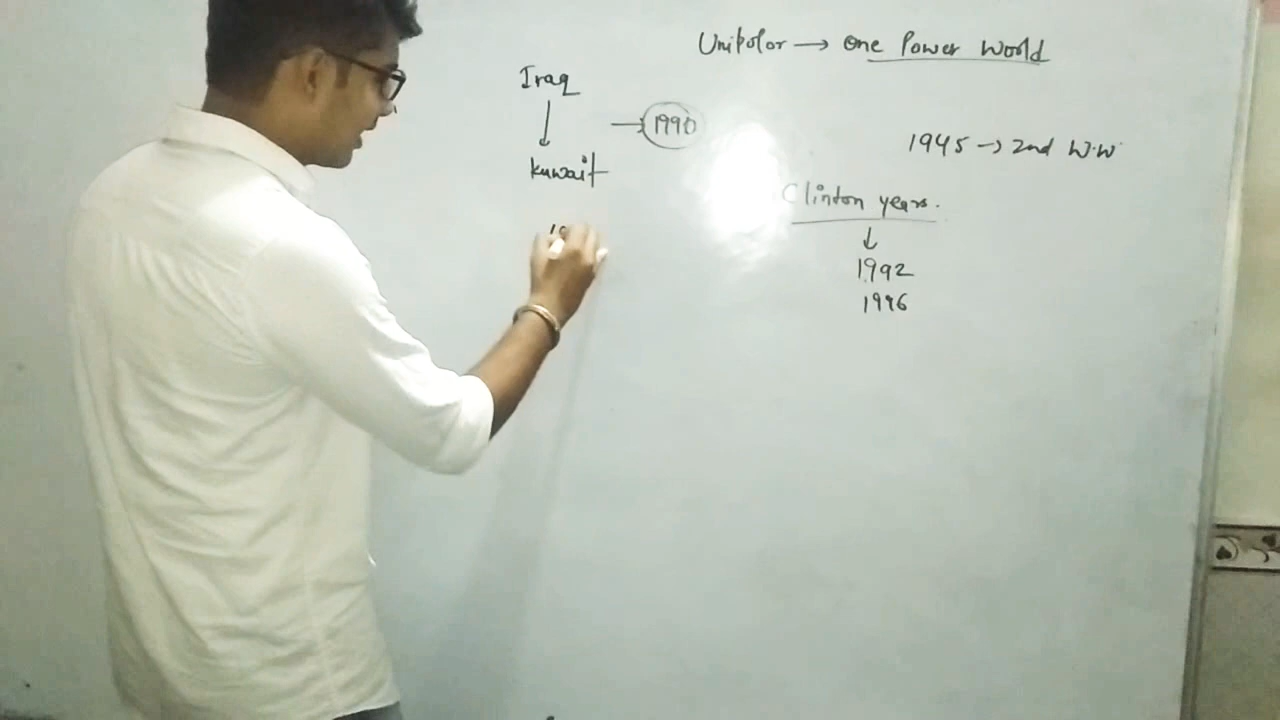 Unipolar → One Power World
Iraq
↓
Kuwait
→ 1990
1945 → 2nd W.W.
Clinton years.
↓
1992
1996